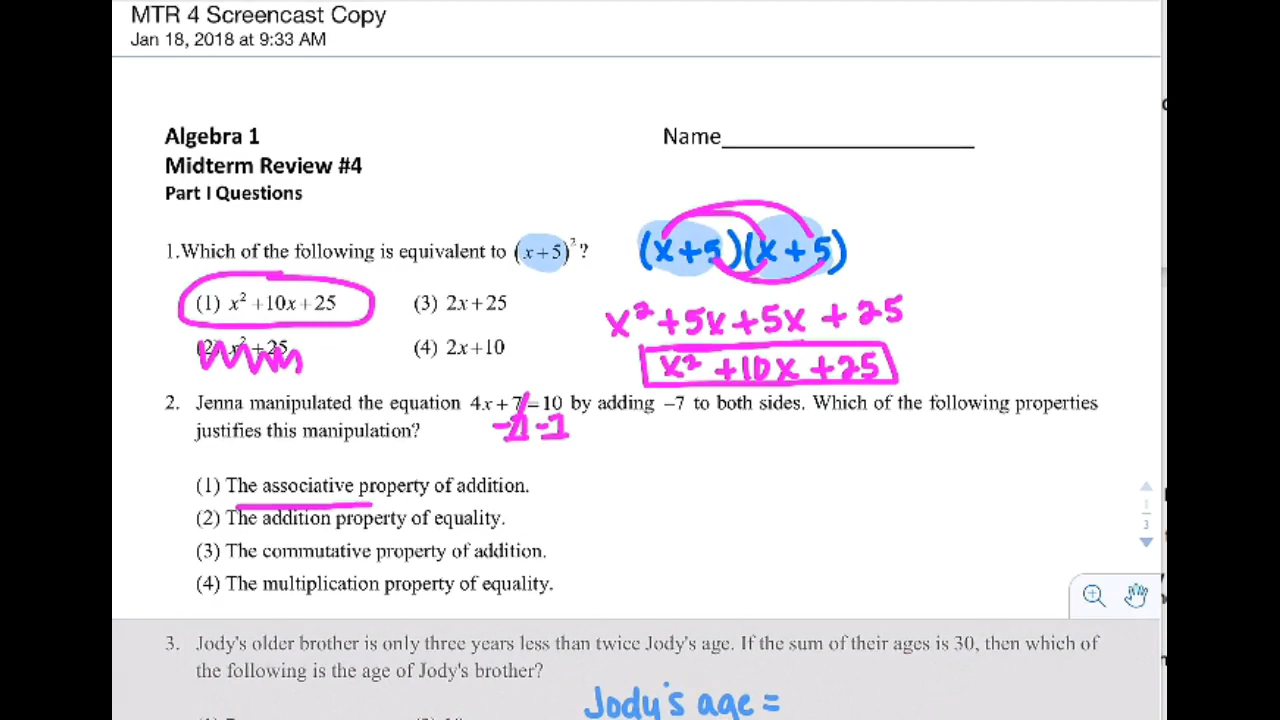 MTR 4 Screencast Copy
Jan 18, 2018 at 9:33 AM
Algebra 1
Name
Midterm Review #4
Part I Questions
1.Which of the following is equivalent to (x+5)²?
(x+5)(x+5)
(1) x² +10x+25
(3) 2x+25
x²+5x+5x+25
(2) x² +25
(4) 2x+10
x² +10x +25
2. Jenna manipulated the equation 4x+7=10 by adding −7 to both sides. Which of the following properties
-7 -7
justifies this manipulation?
(1) The associative property of addition.
(2) The addition property of equality.
(3) The commutative property of addition.
(4) The multiplication property of equality.
1
3
3. Jody's older brother is only three years less than twice Jody's age. If the sum of their ages is 30, then which of
the following is the age of Jody's brother?
Jody's age =